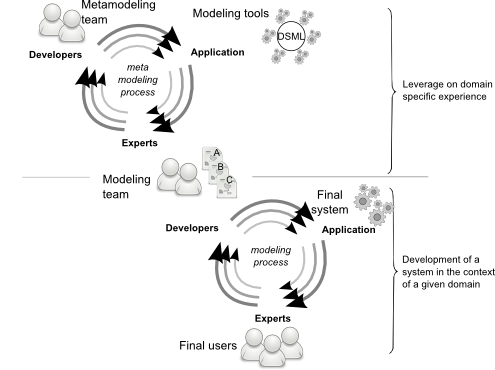 Metamodeling
team
Modeling tools
DSML
Developers
Application
meta
modeling
process
Leverage on domain
specific experience
Experts
A
B
C
Modeling
team
Final
system
Developers
Application
modeling
process
Development of a
system in the context
of a given domain
Experts
Final users